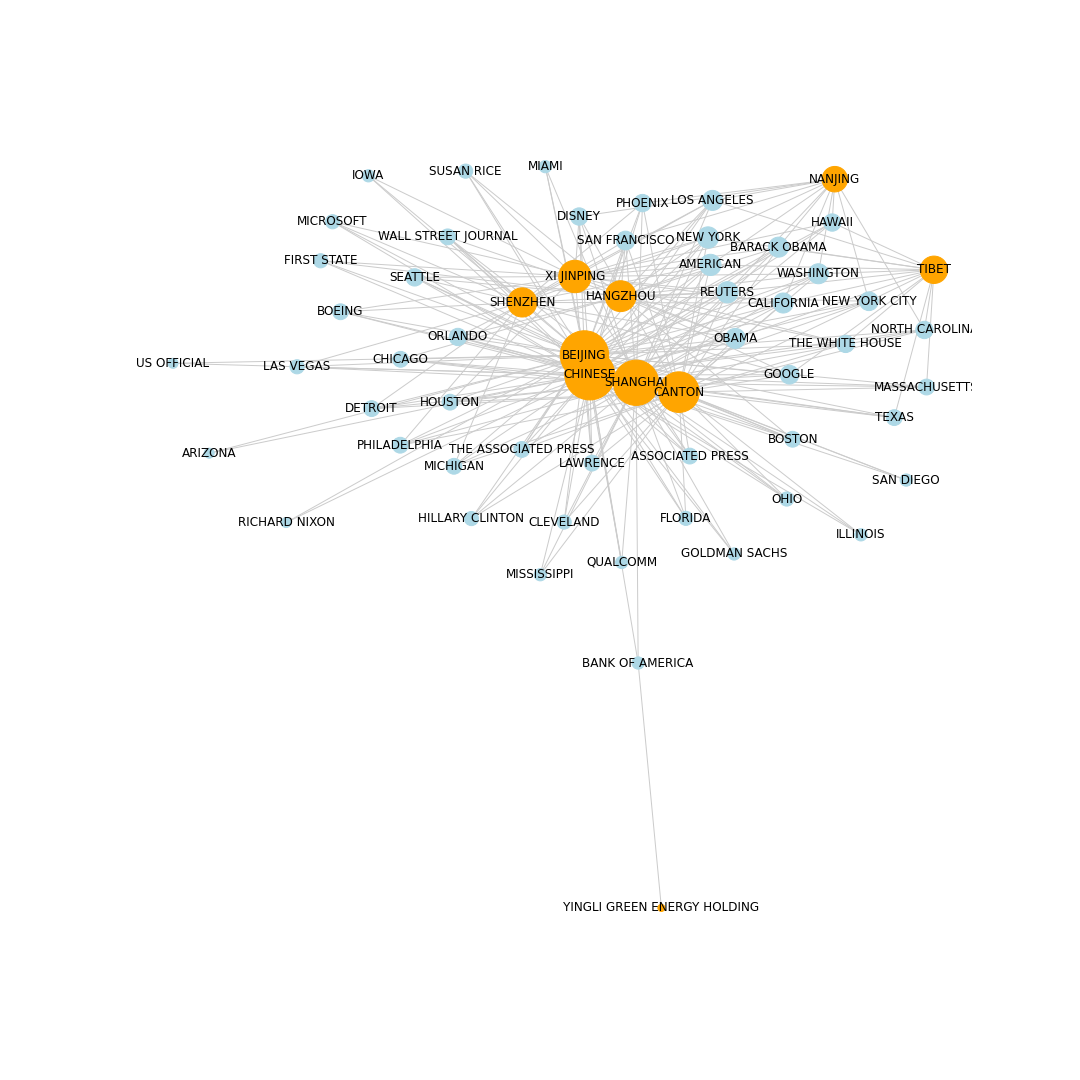 MIAMI
SUSAN RICE
IOWA
NANJING
LOS ANGELES
PHOENIX
DISNEY
MICROSOFT
HAWAII
WALL STREET JOURNAL
NEW YORK
SAN FRANCISCO
BARACK OBAMA
FIRST STATE
AMERICAN
TIBET
WASHINGTON
XI JINPING
SEATTLE
REUTERS
HANGZHOU
NEW YORK CITY
SHENZHEN
CALIFORNIA
BOEING
NORTH CAROLINA
ORLANDO
OBAMA
THE WHITE HOUSE
BEIJING
CHICAGO
US OFFICIAL
LAS VEGAS
CHINESE
GOOGLE
SHANGHAI
MASSACHUSETTS
CANTON
HOUSTON
DETROIT
TEXAS
BOSTON
PHILADELPHIA
THE ASSOCIATED PRESS
ARIZONA
ASSOCIATED PRESS
LAWRENCE
MICHIGAN
SAN DIEGO
OHIO
HILLARY CLINTON
FLORIDA
RICHARD NIXON
CLEVELAND
ILLINOIS
GOLDMAN SACHS
QUALCOMM
MISSISSIPPI
BANK OF AMERICA
YINGLI GREEN ENERGY HOLDING